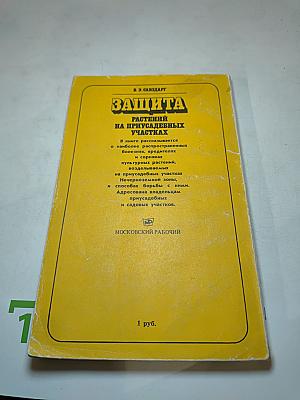 В. Э. САВЗДАРГ
ЗАЩИТА
РАСТЕНИЙ
НА ПРИУСАДЕБНЫХ
УЧАСТКАХ
В книге рассказывается
о наиболее распространенных
болезнях, вредителях
и сорняках
культурных растений,
возделываемых
на приусадебных участках
Нечерноземной зоны,
и способах борьбы с ними.
Адресована владельцам
приусадебных
и садовых участков.
МОСКОВСКИЙ РАБОЧИЙ
1 руб.
1